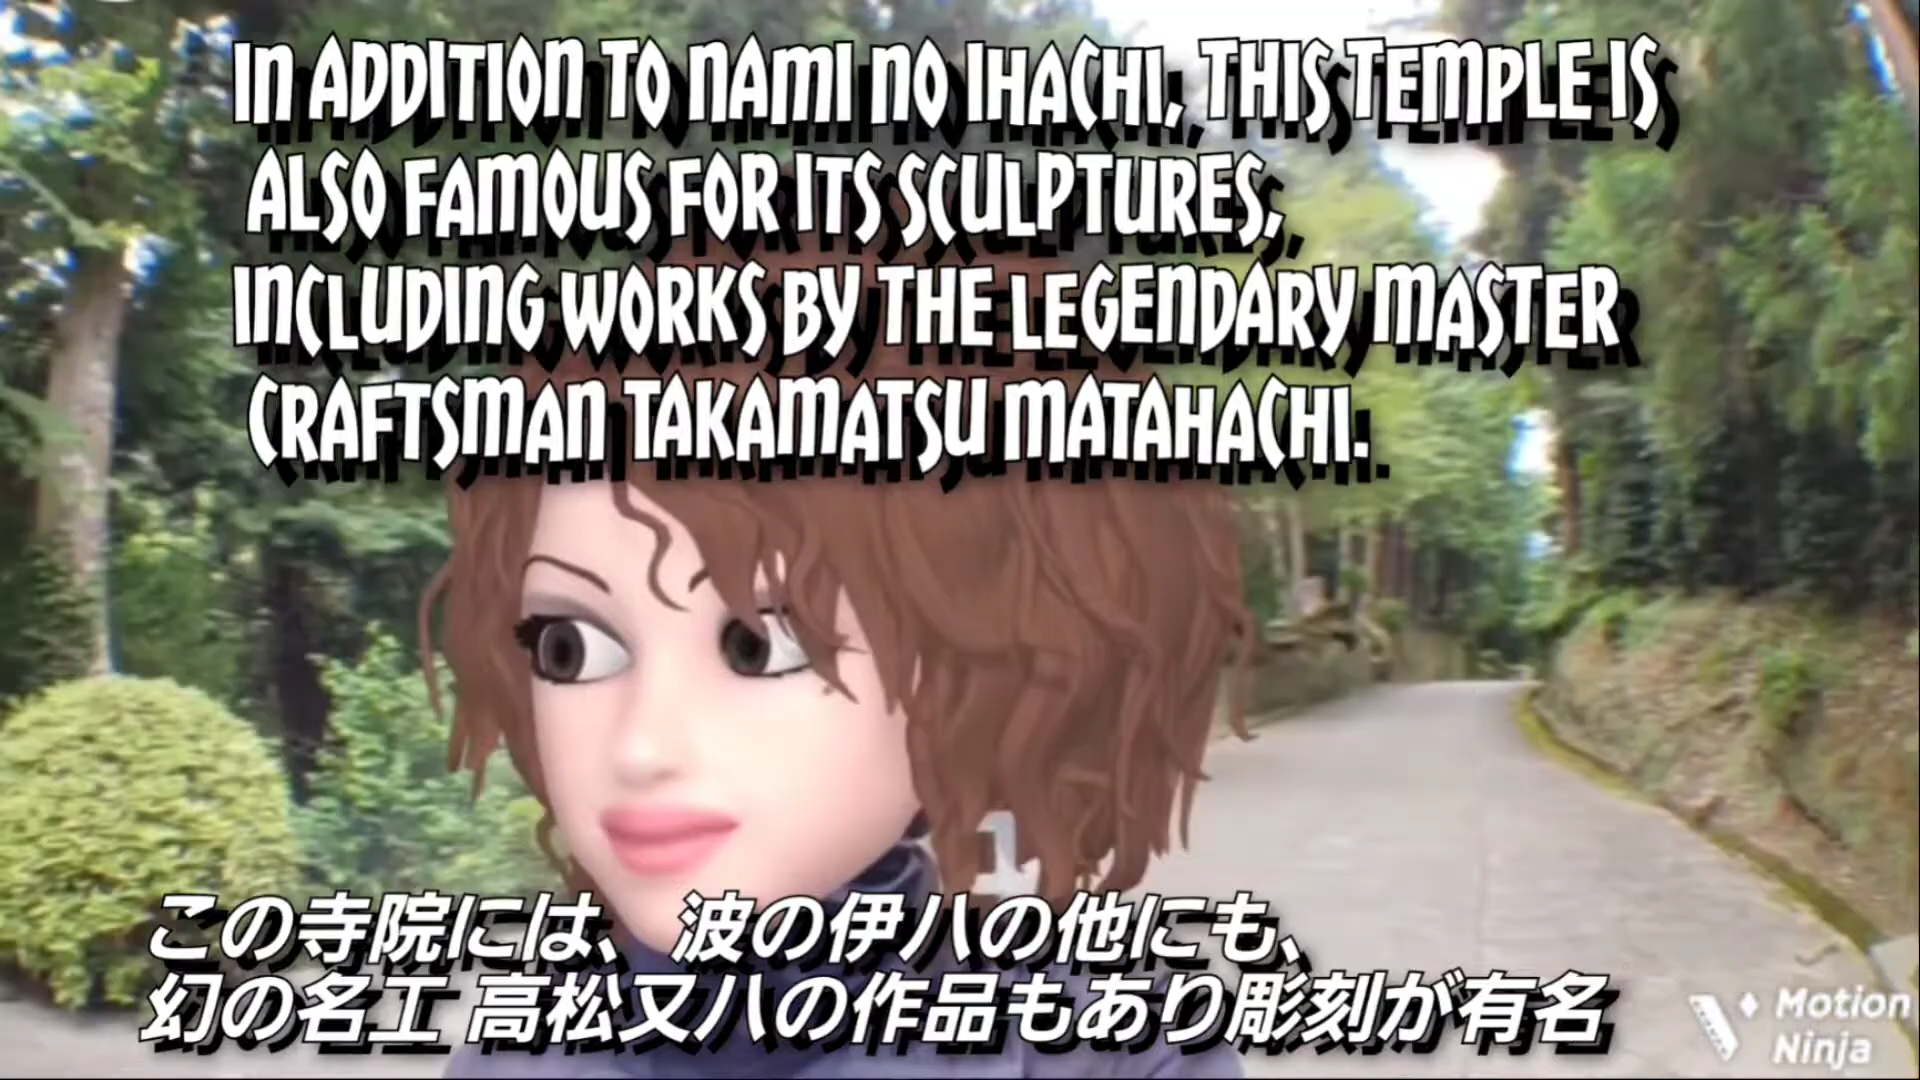 IN ADDITION TO NAMI NO IHACHI, THIS TEMPLE IS
ALSO FAMOUS FOR ITS SCULPTURES,
INCLUDING WORKS BY THE LEGENDARY MASTER
CRAFTSMAN TAKAMATSU MATAHACHI.
1
この寺院には、波の伊八の他にも、
幻の名工 高松又八の作品もあり彫刻が有名
Motion
Ninja